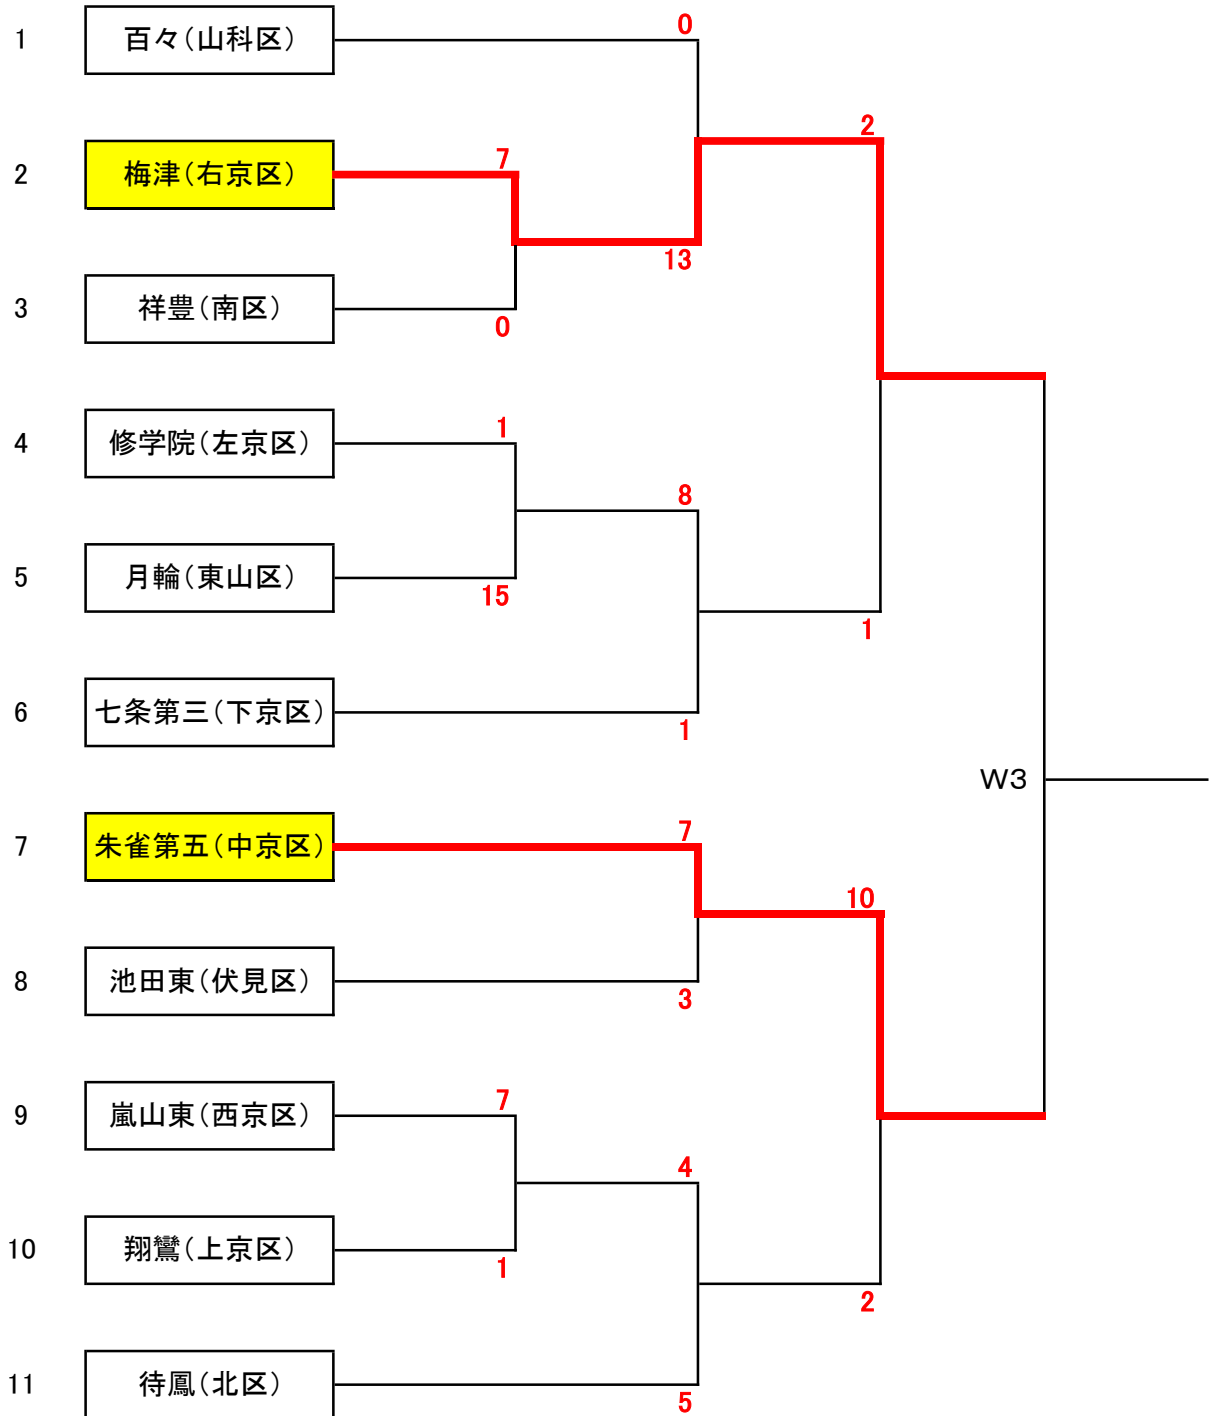 0
1 百々(山科区)
2
7
2 梅津(右京区)
13
3 祥豊(南区)
0
1
4 修学院(左京区)
8
5 月輪(東山区)
15
1
6 七条第三(下京区)
1
W3
7
7 朱雀第五(中京区)
10
8 池田東(伏見区)
3
7
9 嵐山東(西京区)
4
10 翔鸞(上京区)
1
2
11 待鳳(北区)
5